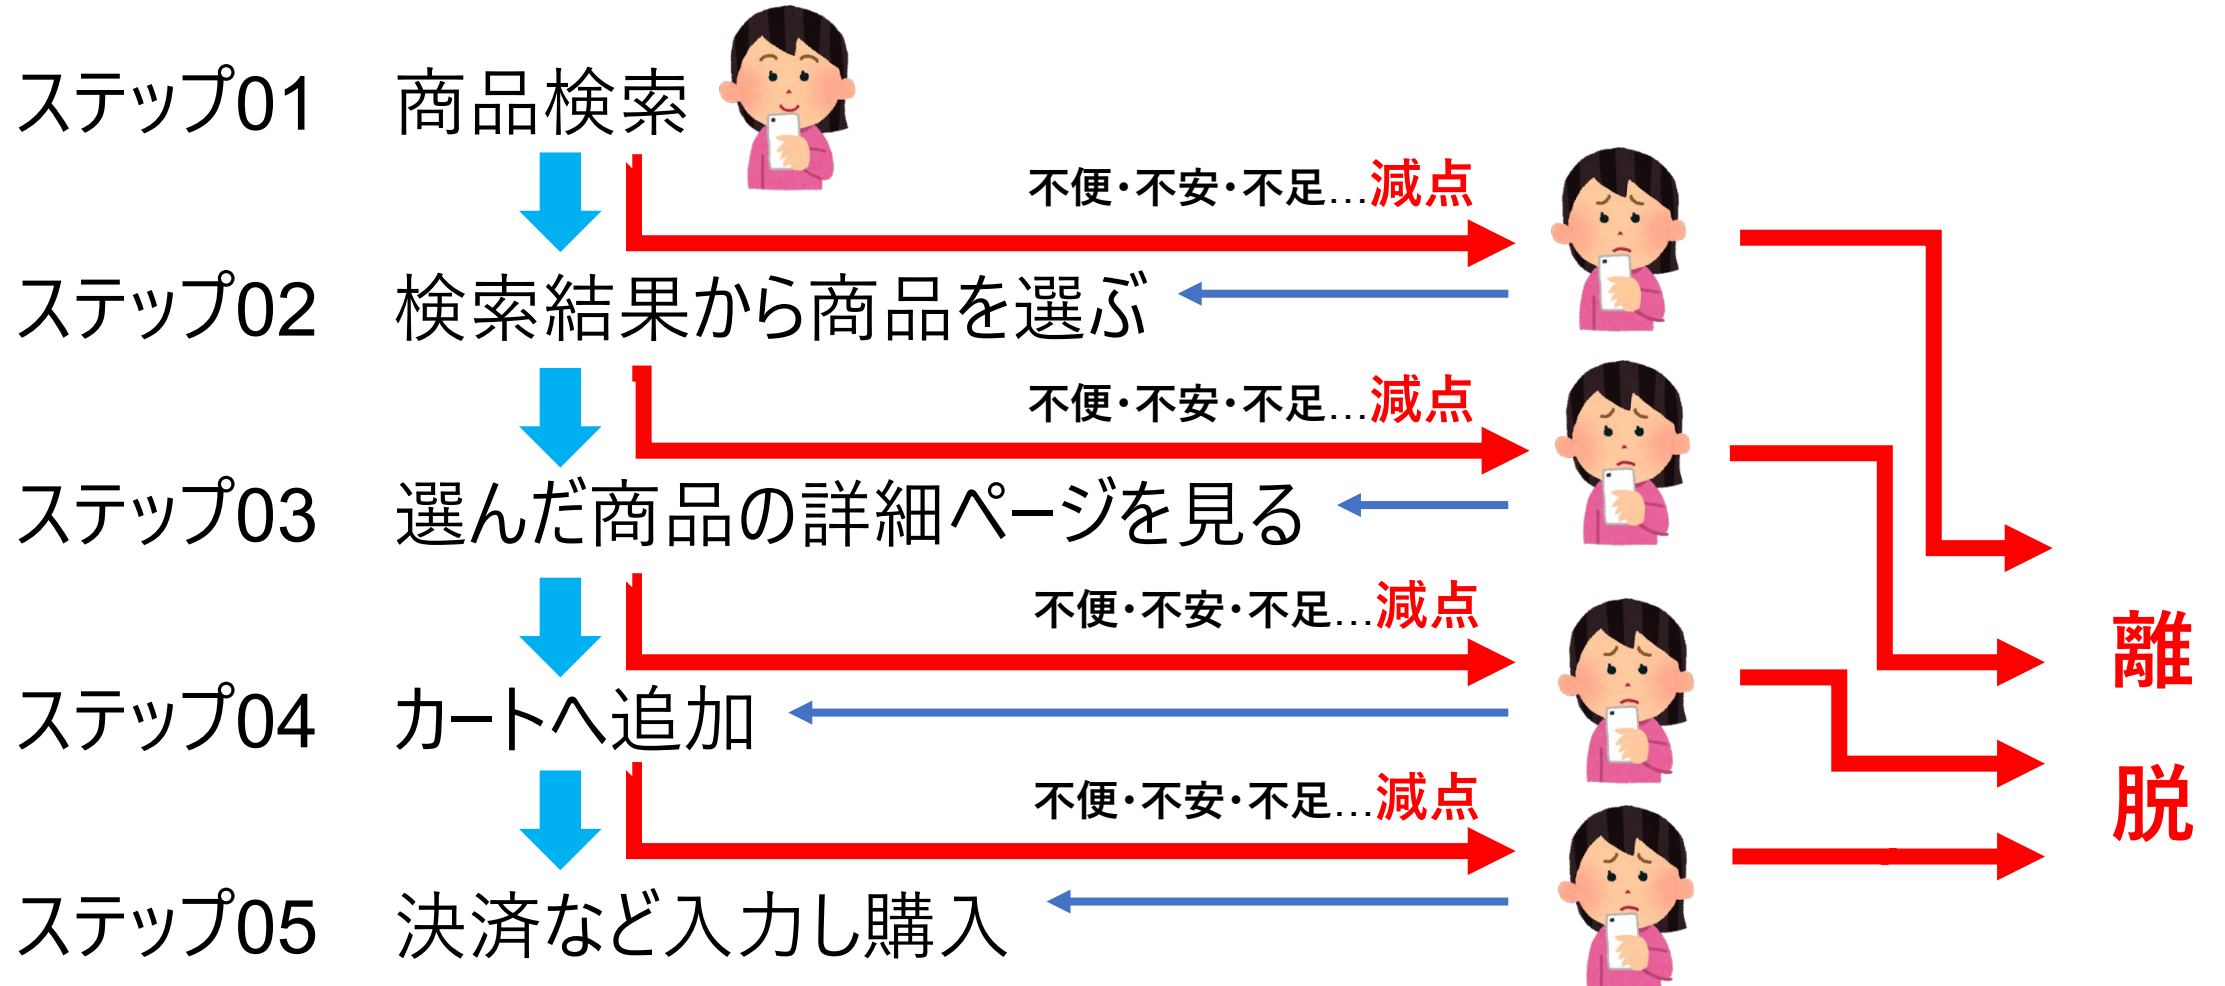 ステップ01 商品検索
不便・不安・不足…減点
ステップ02 検索結果から商品を選ぶ
不便・不安・不足…減点
ステップ03 選んだ商品の詳細ページを見る
不便・不安・不足…減点
ステップ04 カートへ追加
不便・不安・不足…減点
ステップ05 決済など入力し購入
離
脱